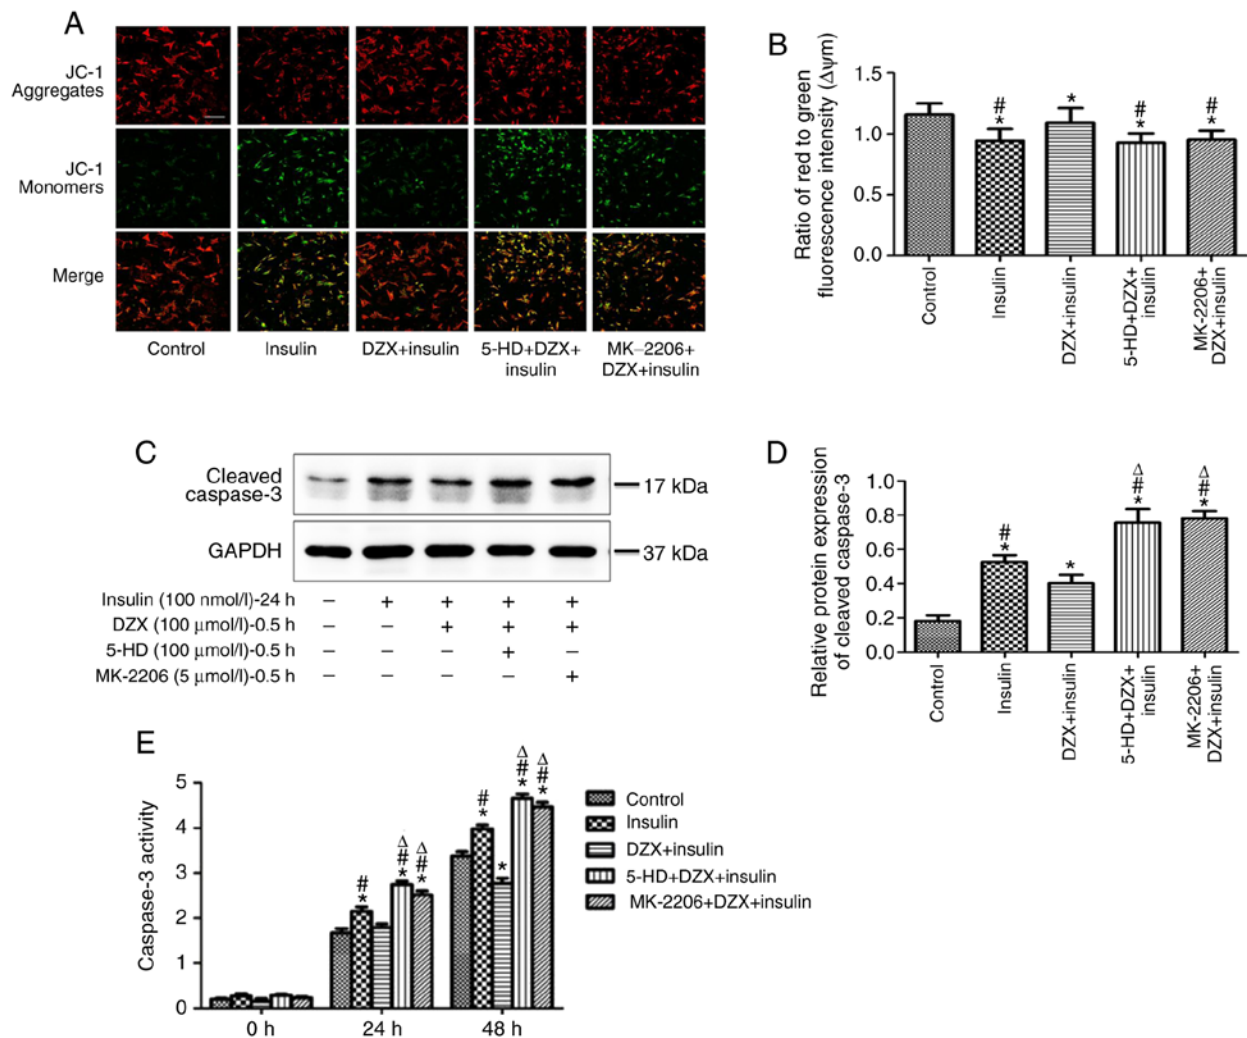 A
JC-1
Aggregates
JC-1
Monomers
Merge
Control
Insulin
DZX+insulin
5-HD+DZX+
insulin
MK–2206+
DZX+insulin
B
Ratio of red to green
fluorescence intensity (Δψm)
1.5
1.0
0.5
0.0
#
*
*
#
*
#
*
Control
Insulin
DZX+insulin
5-HD+DZX+
insulin
MK-2206+
DZX+insulin
C
Cleaved
caspase-3
17 kDa
GAPDH
37 kDa
Insulin (100 nmol/l)-24 h − + + + +
DZX (100 μmol/l)-0.5 h − − + + +
5-HD (100 μmol/l)-0.5 h − − − + −
MK-2206 (5 μmol/l)-0.5 h − − − − +
D
Relative protein expression
of cleaved caspase-3
1.0
0.8
0.6
0.4
0.2
0.0
#
*
*
Δ
#
*
Δ
#
*
Control
Insulin
DZX+insulin
5-HD+DZX+
insulin
MK-2206+
DZX+insulin
E
Caspase-3 activity
5
4
3
2
1
0
#
*
Δ
#
*
Δ
#
*
#
*
*
Δ
#
*
Δ
#
*
0 h
24 h
48 h
Control
Insulin
DZX+insulin
5-HD+DZX+insulin
MK-2206+DZX+insulin